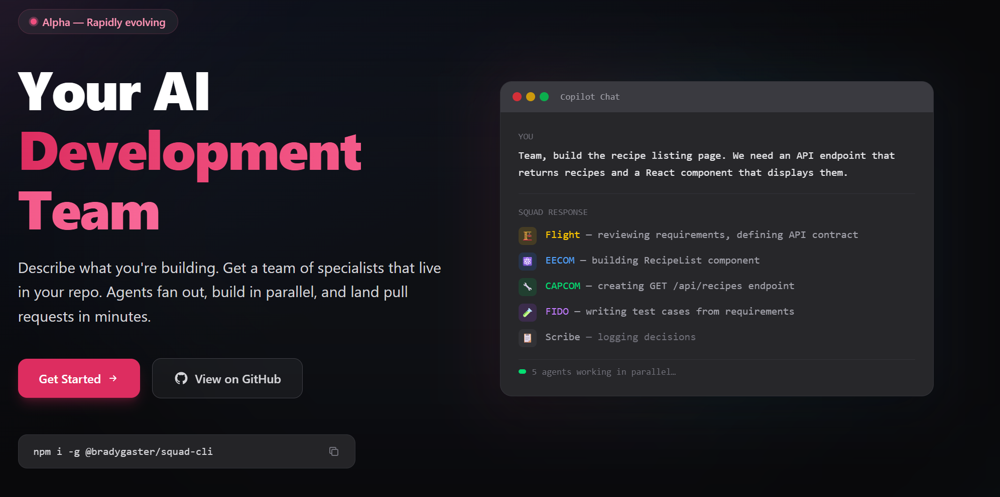 Alpha — Rapidly evolving
Your AI
Development
Team
Describe what you're building. Get a team of specialists that live
in your repo. Agents fan out, build in parallel, and land pull
requests in minutes.
Get Started →
View on GitHub
npm i -g @bradygaster/squad-cli
Copilot Chat
YOU
Team, build the recipe listing page. We need an API endpoint that
returns recipes and a React component that displays them.
SQUAD RESPONSE
Flight — reviewing requirements, defining API contract
EECOM — building RecipeList component
CAPCOM — creating GET /api/recipes endpoint
FIDO — writing test cases from requirements
Scribe — logging decisions
5 agents working in parallel…